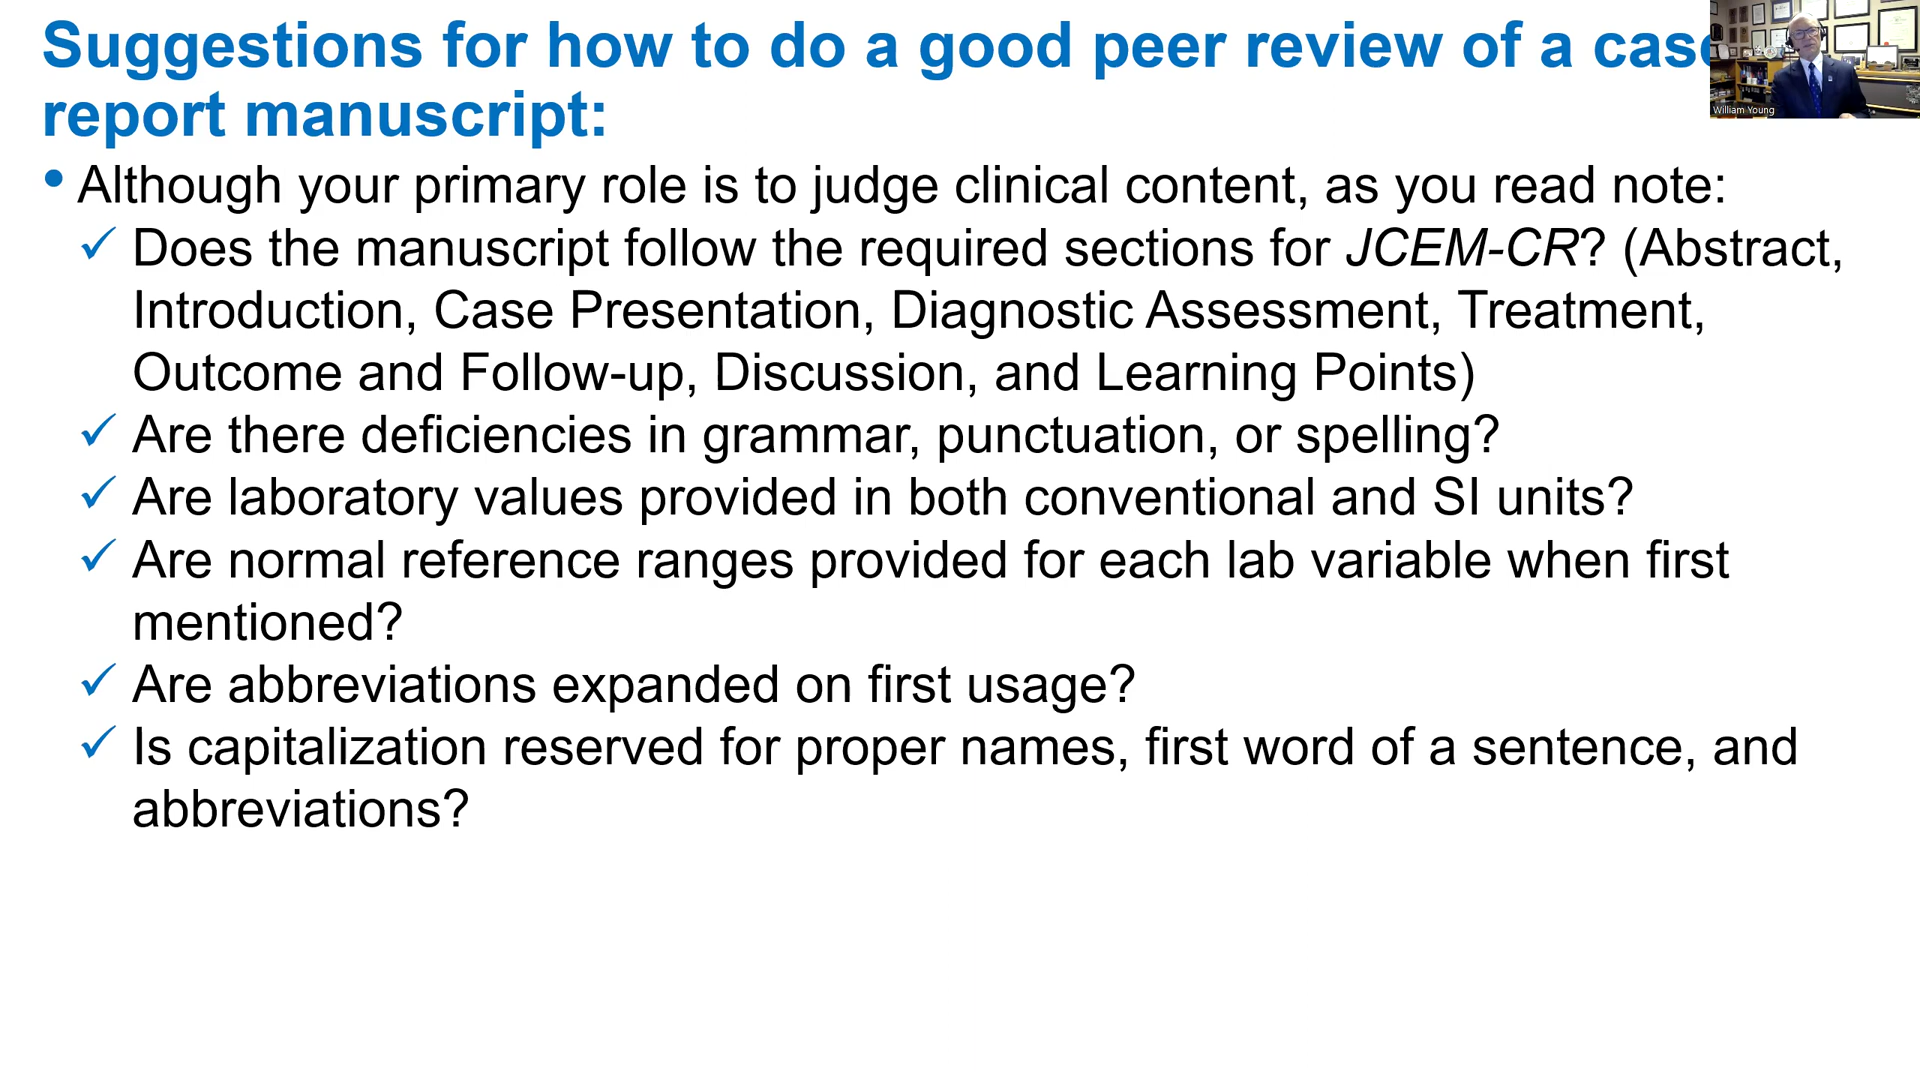 Suggestions for how to do a good peer review of a case
report manuscript:
• Although your primary role is to judge clinical content, as you read note:
✓ Does the manuscript follow the required sections for JCEM-CR? (Abstract,
Introduction, Case Presentation, Diagnostic Assessment, Treatment,
Outcome and Follow-up, Discussion, and Learning Points)
✓ Are there deficiencies in grammar, punctuation, or spelling?
✓ Are laboratory values provided in both conventional and SI units?
✓ Are normal reference ranges provided for each lab variable when first
mentioned?
✓ Are abbreviations expanded on first usage?
✓ Is capitalization reserved for proper names, first word of a sentence, and
abbreviations?
William Young